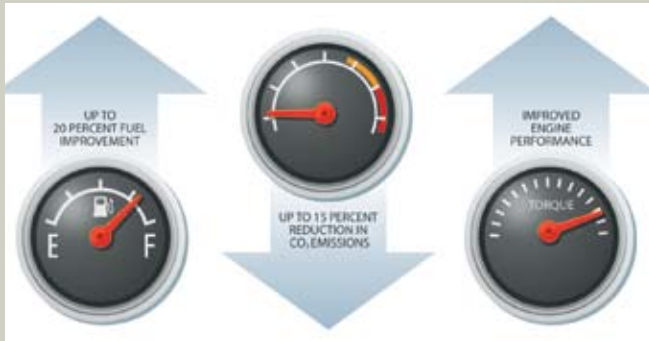 UP TO
20 PERCENT FUEL
IMPROVEMENT
E
F
UP TO 15 PERCENT
REDUCTION IN
CO₂ EMISSIONS
IMPROVED
ENGINE
PERFORMANCE
TORQUE